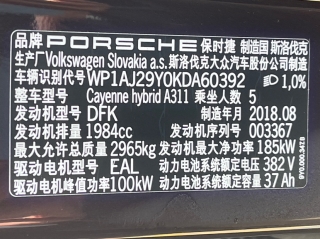 品牌 PORSCHE 保时捷 制造国 斯洛伐克
生产厂 Volkswagen Slovakia a.s. 斯洛伐克大众汽车股份公司制造
车辆识别代号 WP1AJ29Y0KDA60392 1,0%
整车型号 Cayenne hybrid A311 乘坐人数 5
发动机型号 DFK 制造年月 2018.08
发动机排量 1984cc 序号 003367
最大允许总质量 2965kg 发动机最大净功率 185kW
驱动电机型号 EAL 动力电池系统额定电压 382 V
驱动电机峰值功率 100kW 动力电池系统额定容量 37 Ah
9Y0.000.347.B